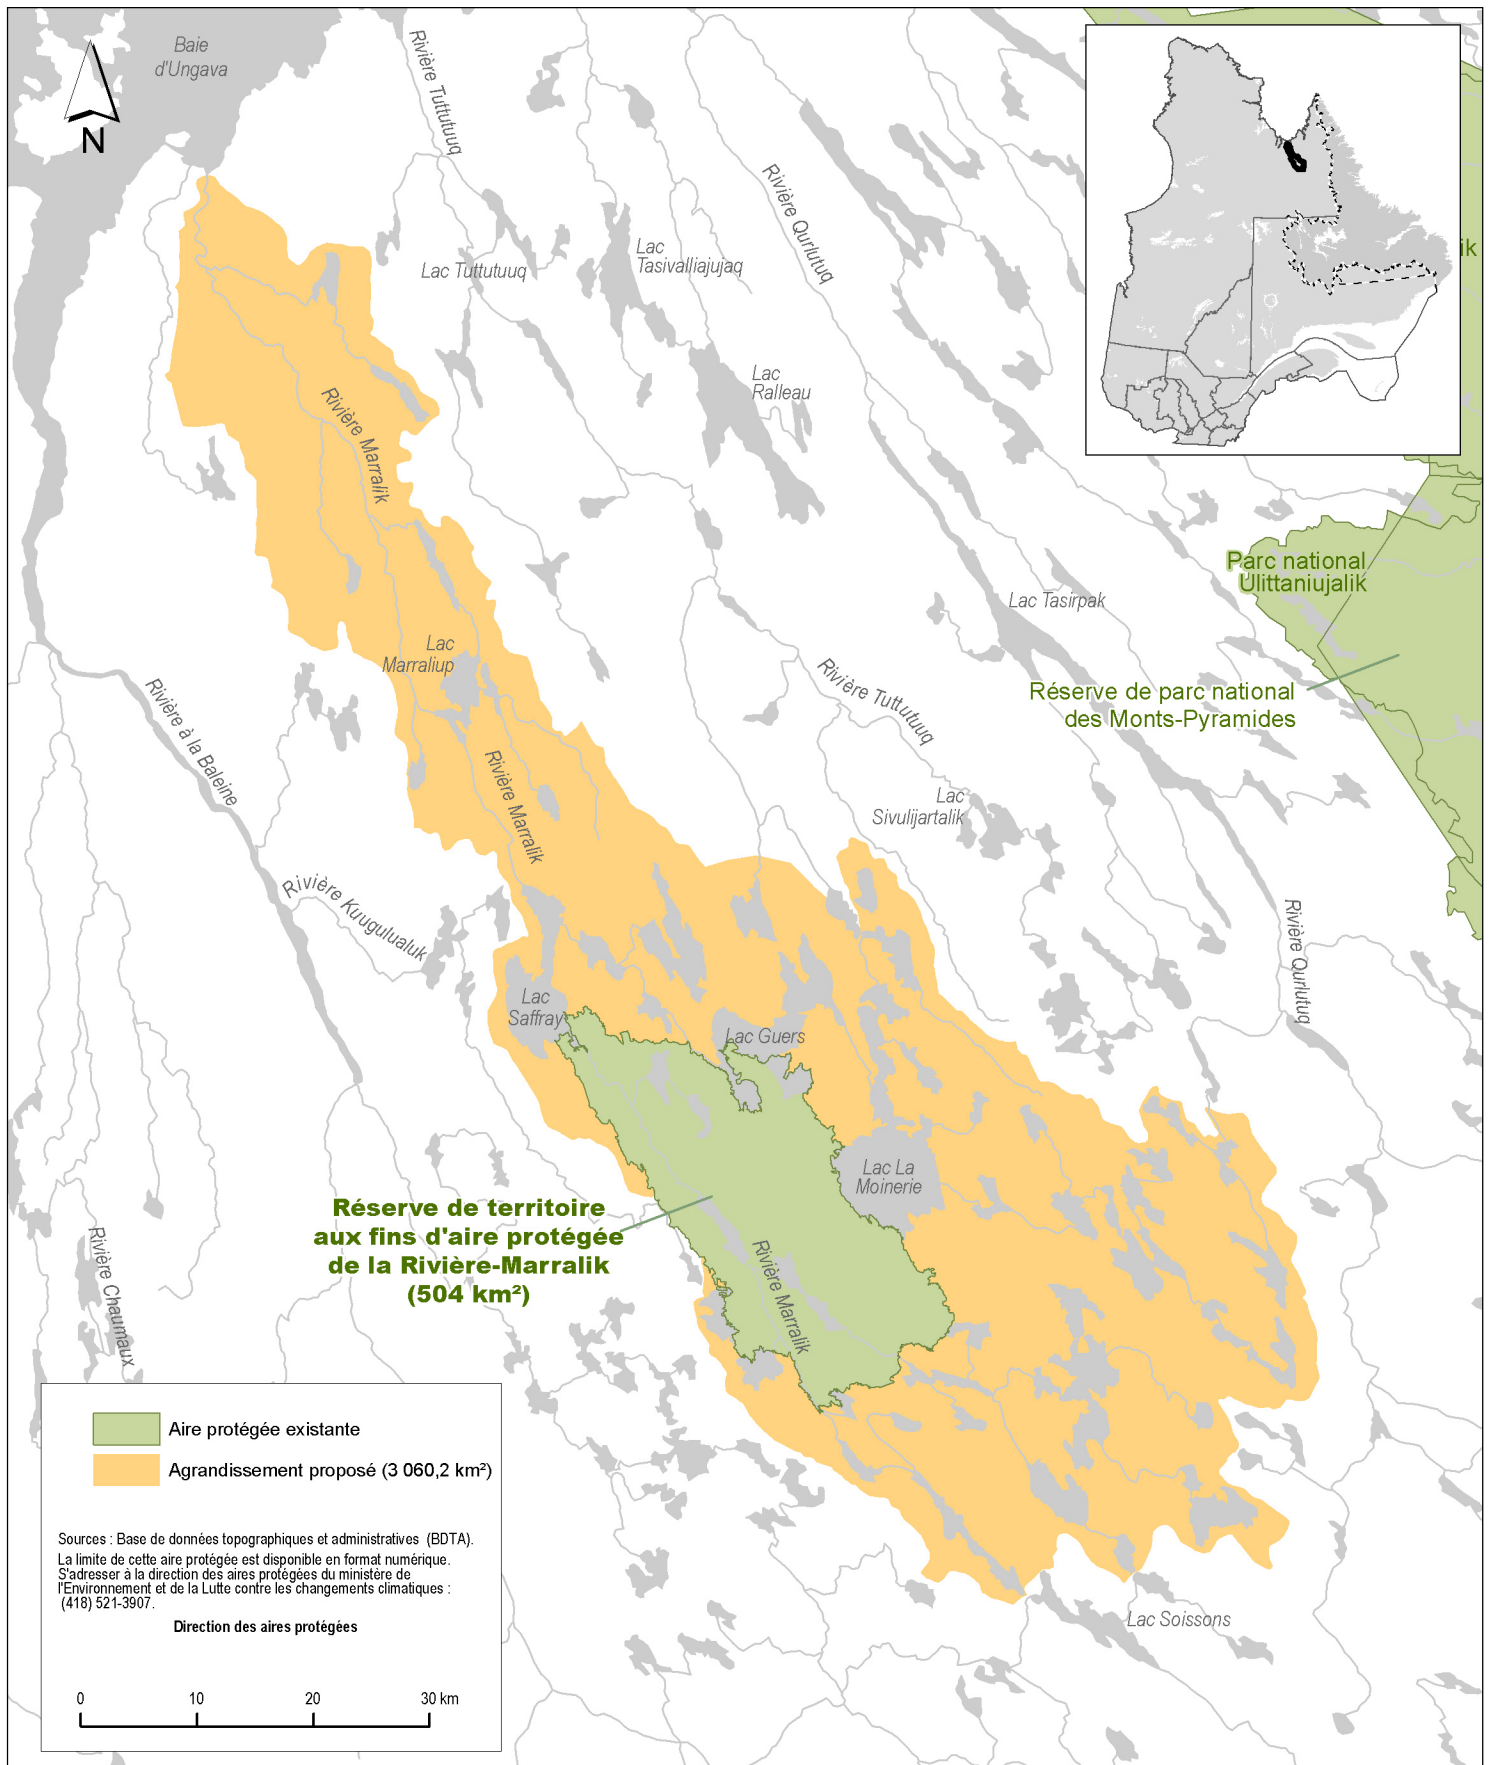 Baie
d'Ungava
N
Rivière Tuttutuuq
Rivière Qurlutuq
Lac Tuttutuuq
Lac
Tasivalliajujaq
Lac
Ralleau
ik
Rivière Marralik
Parc national
Ulittaniujalik
Lac Tasirpak
Lac
Marraliup
Rivière Tuttutuuq
Réserve de parc national
des Monts-Pyramides
Rivière à la Baleine
Rivière Marralik
Lac
Sivulijartalik
Rivière Kuugulualuk
Rivière Qurlutuq
Lac
Saffray
Lac Guers
Lac La
Moinerie
Réserve de territoire
aux fins d'aire protégée
de la Rivière-Marralik
(504 km²)
Rivière Marralik
Rivière Chaumaux
Aire protégée existante
Agrandissement proposé (3 060,2 km²)
Sources : Base de données topographiques et administratives (BDTA).
La limite de cette aire protégée est disponible en format numérique.
S'adresser à la direction des aires protégées du ministère de
l'Environnement et de la Lutte contre les changements climatiques :
(418) 521-3907.
Direction des aires protégées
Lac Soissons
0 10 20 30 km